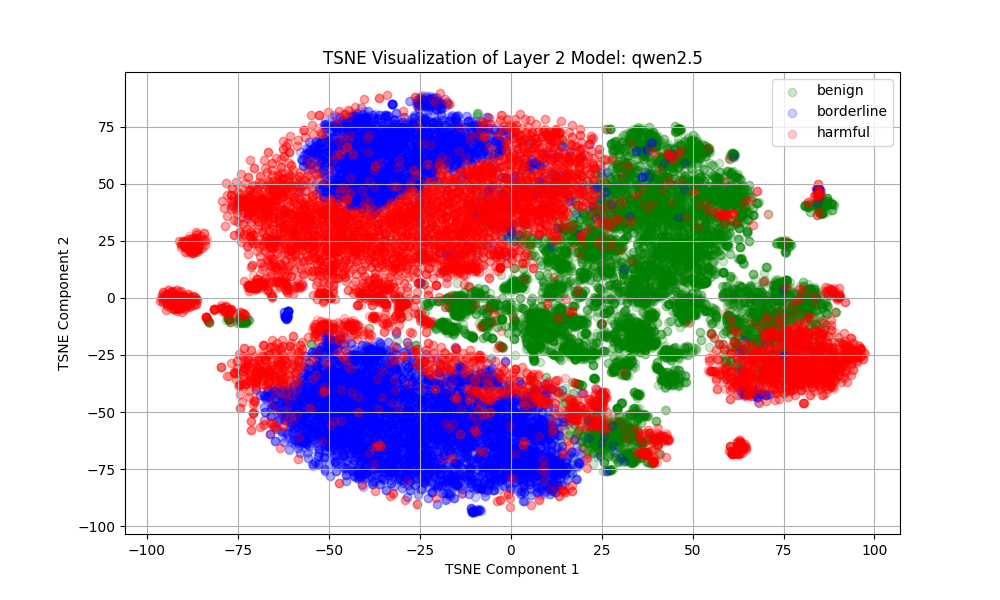 TSNE Visualization of Layer 2 Model: qwen2.5
benign
borderline
harmful
75
50
25
0
−25
−50
−75
−100
TSNE Component 2
−100 −75 −50 −25 0 25 50 75 100
TSNE Component 1